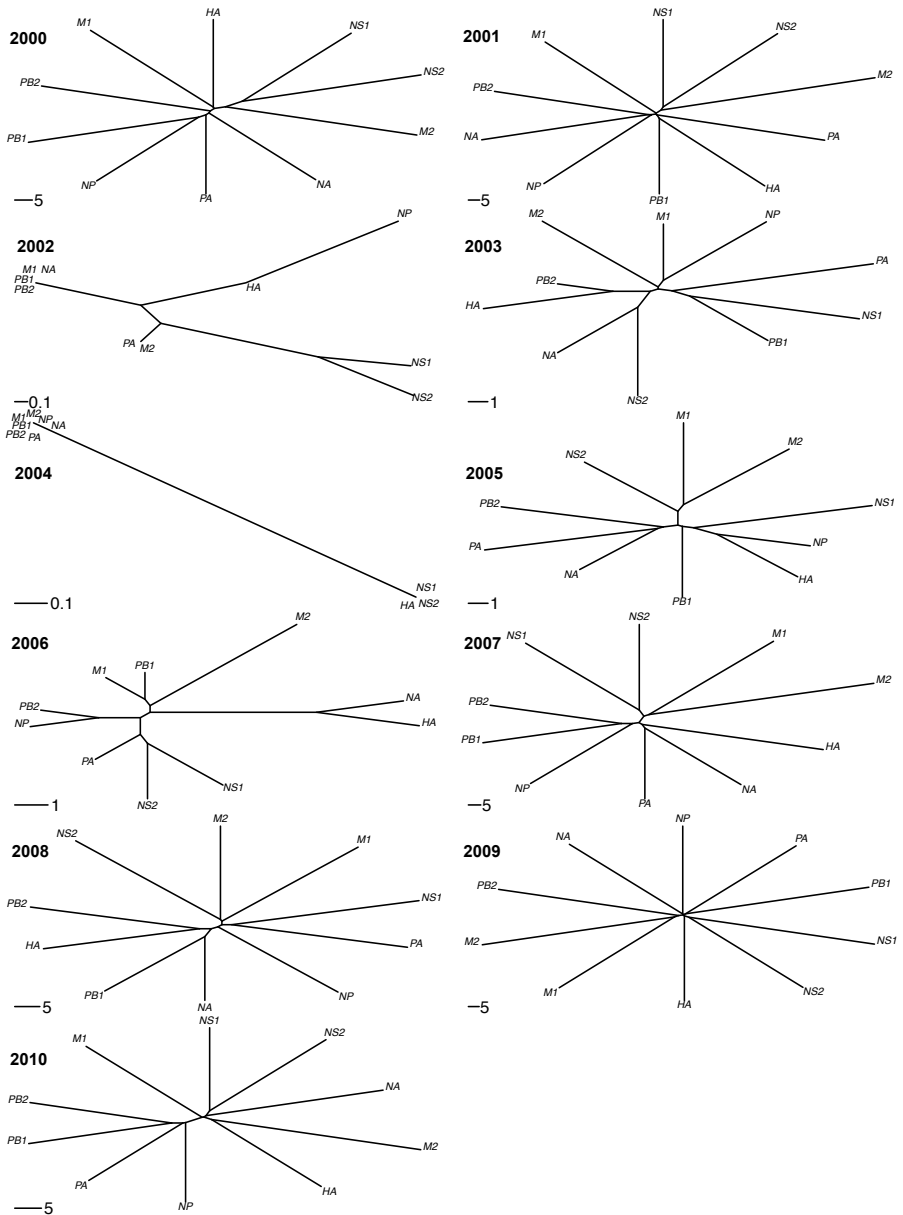 2000
M1
HA
NS1
NS2
PB2
M2
PB1
NP
PA
NA
5
2001
NS1
NS2
M1
M2
PB2
NA
PA
NP
HA
PB1
5
2002
NP
M1 NA
PB1
PB2
HA
PA
M2
NS1
NS2
0.1
2003
M2
M1
NP
PA
PB2
HA
NS1
PB1
NA
NS2
1
2004
M1 M2
NP
PB1 NA
PB2 PA
NS1
HA NS2
0.1
2005
M1
M2
NS2
PB2
NS1
PA
NP
NA
HA
PB1
1
2006
M2
PB1
M1
NA
PB2
NP
HA
PA
NS1
NS2
1
2007
NS2
NS1
M1
M2
PB2
PB1
HA
NP
NA
PA
5
2008
M2
NS2
M1
NS1
PB2
HA
PA
PB1
NP
NA
5
2009
NP
NA
PA
PB1
PB2
M2
NS1
M1
NS2
HA
5
2010
NS1
NS2
M1
NA
PB2
PB1
M2
PA
HA
NP
5